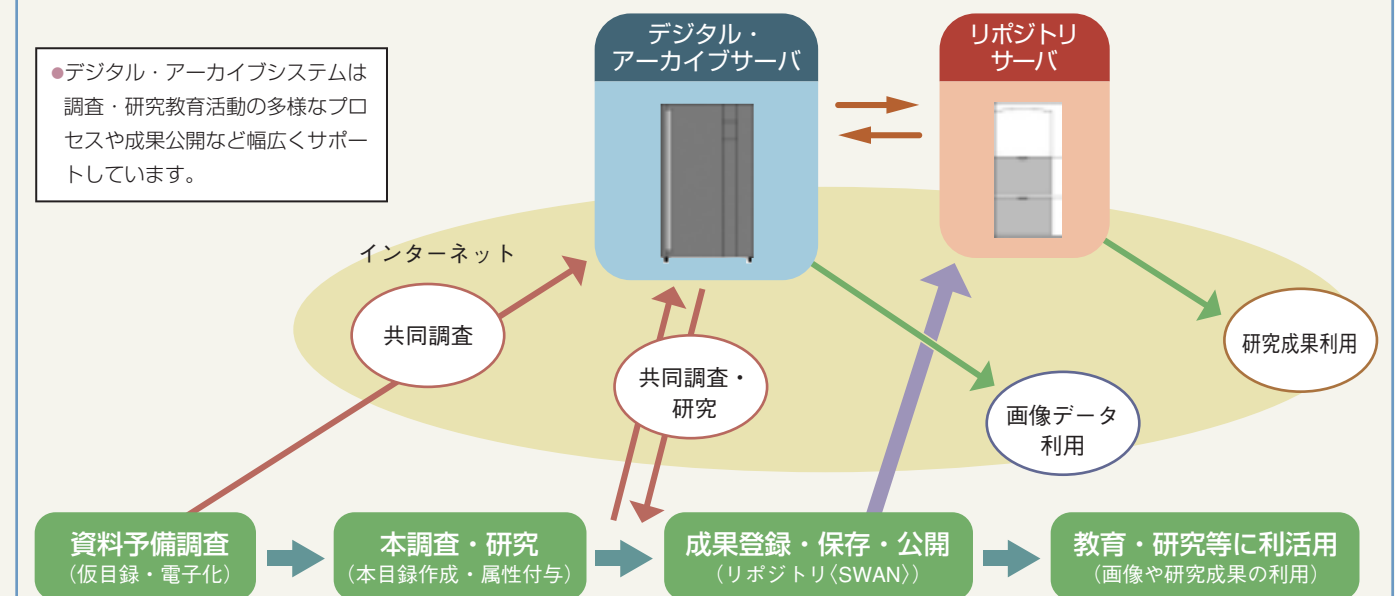 デジタル・
アーカイブサーバ
リポジトリ
サーバ
●デジタル・アーカイブシステムは
調査・研究教育活動の多様なプロ
セスや成果公開など幅広くサポー
トしています。
インターネット
共同調査
共同調査・
研究
画像データ
利用
研究成果利用
資料予備調査
（仮目録・電子化）
本調査・研究
（本目録作成・属性付与）
成果登録・保存・公開
（リポジトリ〈SWAN〉）
教育・研究等に利活用
（画像や研究成果の利用）